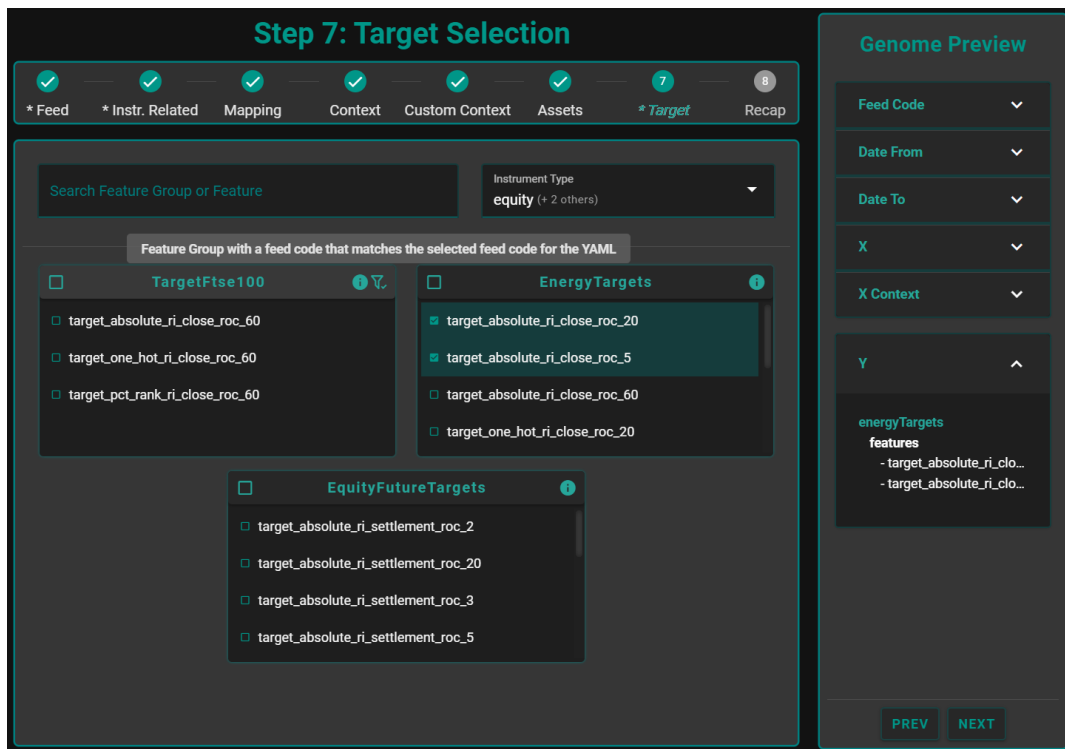 Step 7: Target Selection
* Feed
* Instr. Related
Mapping
Context
Custom Context
Assets
7
* Target
8
Recap
Search Feature Group or Feature
Instrument Type
equity (+ 2 others)
Feature Group with a feed code that matches the selected feed code for the YAML
TargetFtse100
target_absolute_ri_close_roc_60
target_one_hot_ri_close_roc_60
target_pct_rank_ri_close_roc_60
EnergyTargets
target_absolute_ri_close_roc_20
target_absolute_ri_close_roc_5
target_absolute_ri_close_roc_60
target_one_hot_ri_close_roc_20
EquityFutureTargets
target_absolute_ri_settlement_roc_2
target_absolute_ri_settlement_roc_20
target_absolute_ri_settlement_roc_3
target_absolute_ri_settlement_roc_5
Genome Preview
Feed Code
Date From
Date To
X
X Context
Y
energyTargets
features
- target_absolute_ri_clo...
- target_absolute_ri_clo...
PREV
NEXT